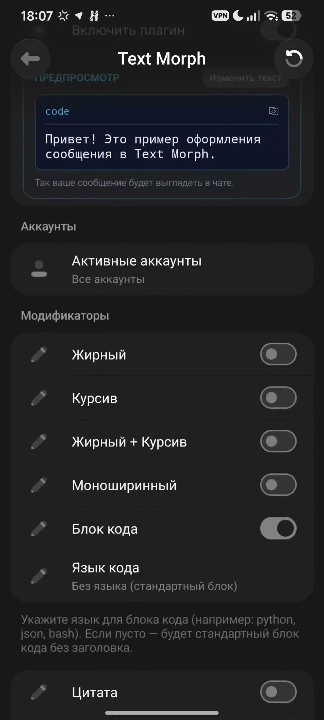 18:07
VPN
52
Включить плагин
Text Morph
ПРЕДПРОСМОТР
Изменить текст
code
Привет! Это пример оформления
сообщения в Text Morph.
Так ваше сообщение будет выглядеть в чате.
Аккаунты
Активные аккаунты
Все аккаунты
Модификаторы
Жирный
Курсив
Жирный + Курсив
Моноширинный
Блок кода
Язык кода
Без языка (стандартный блок)
Укажите язык для блока кода (например: python,
json, bash). Если пусто — будет стандартный блок
кода без заголовка.
Цитата